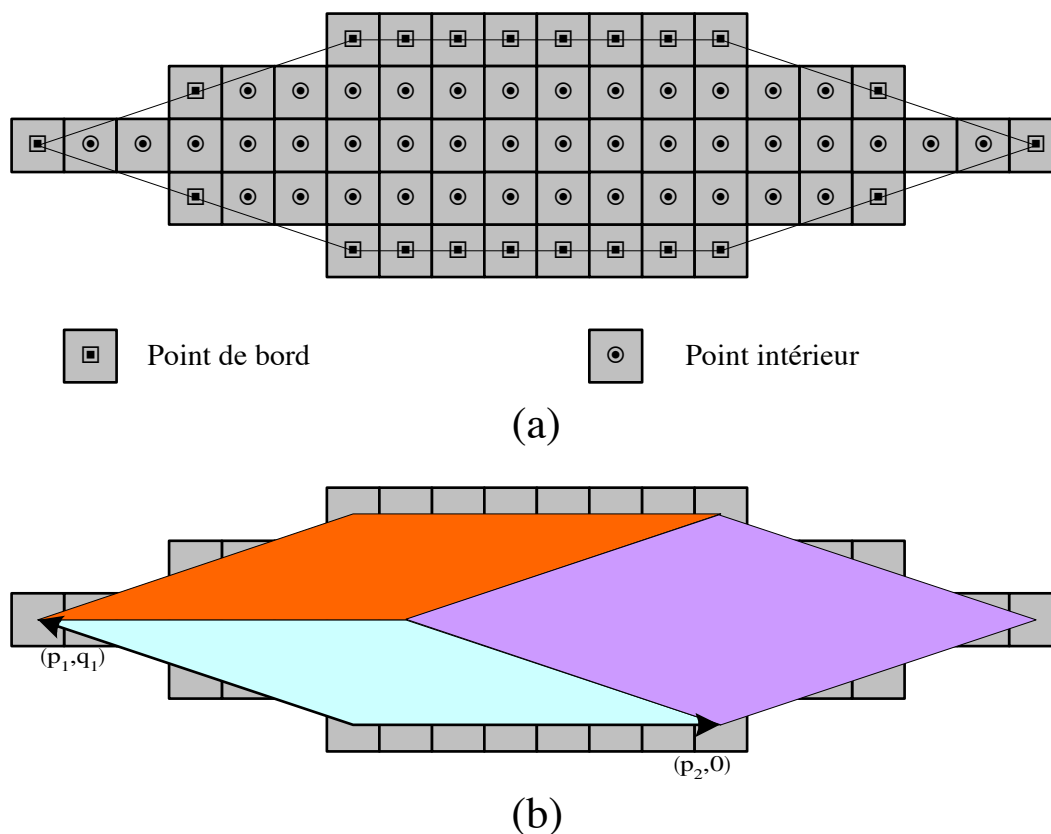 Point de bord
Point intérieur
(a)
(p₁,q₁)
(p₂,0)
(b)